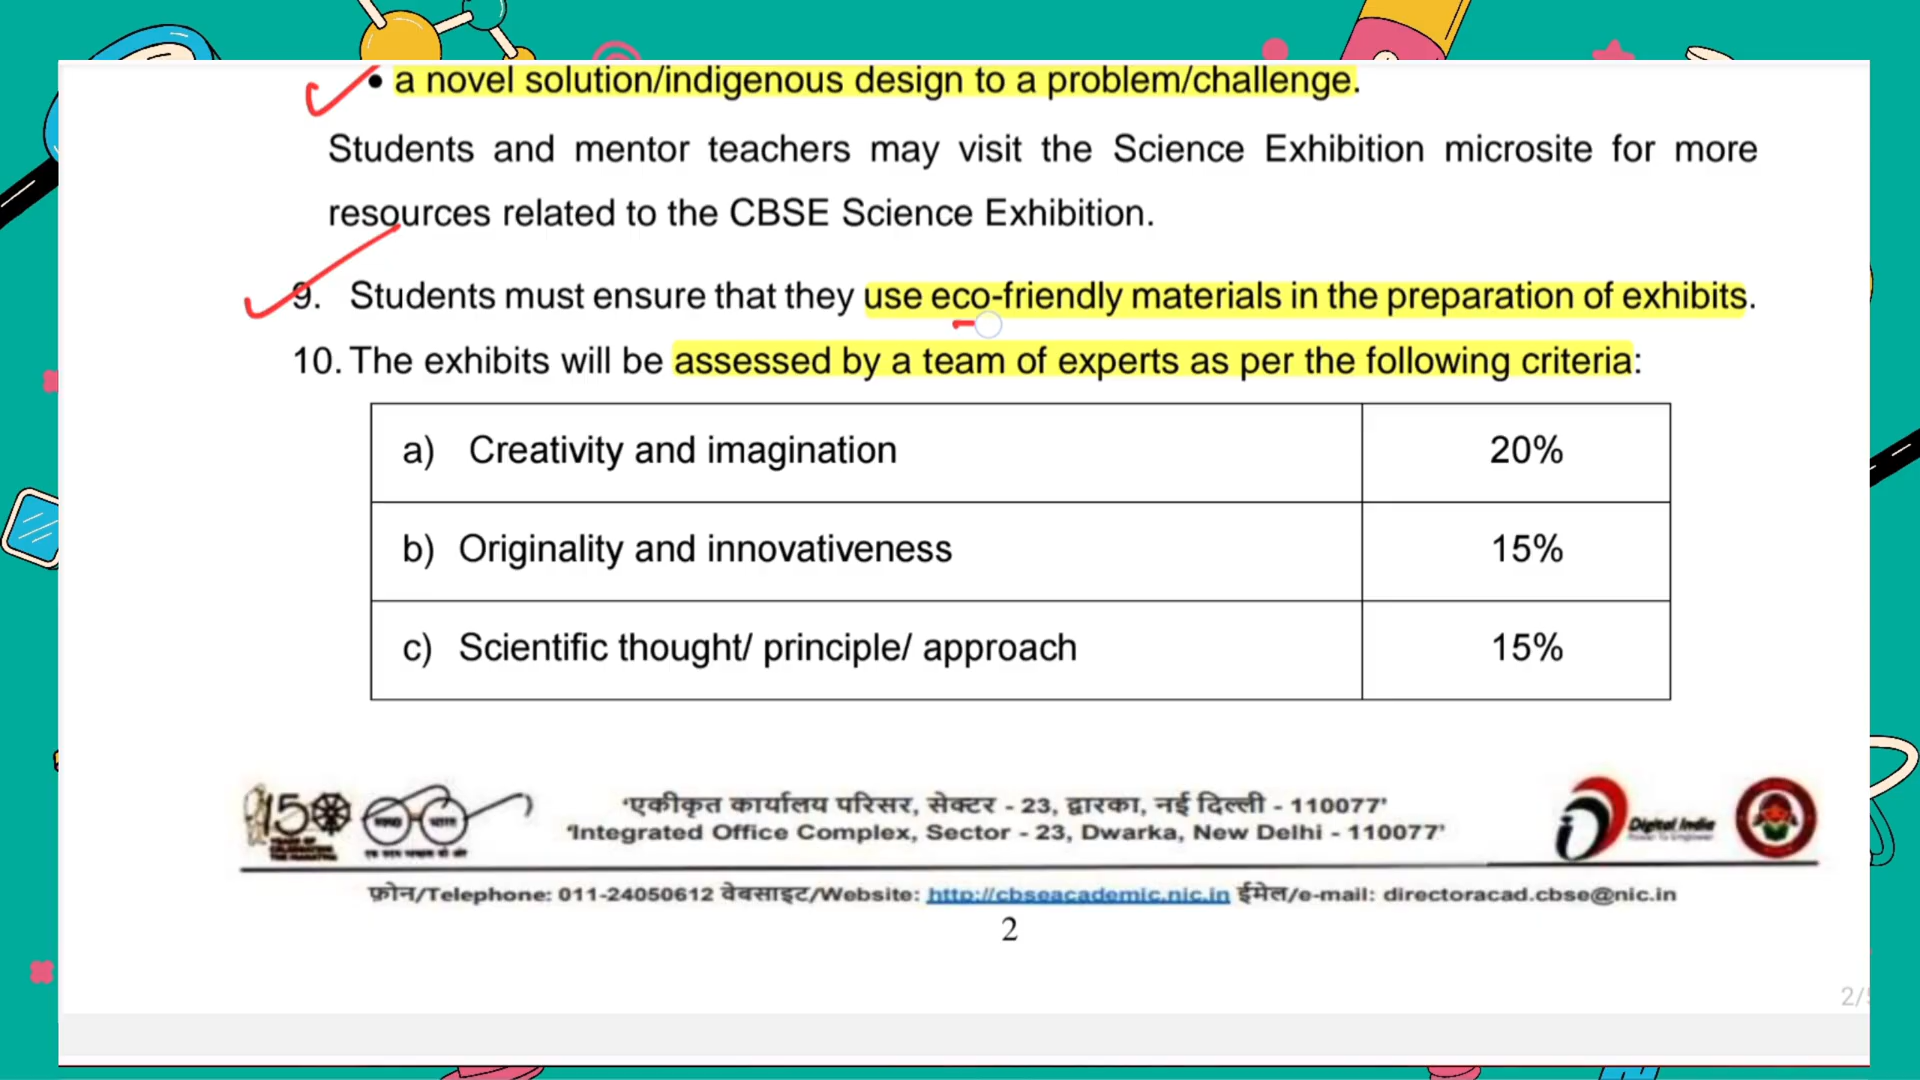 • a novel solution/indigenous design to a problem/challenge.
Students and mentor teachers may visit the Science Exhibition microsite for more
resources related to the CBSE Science Exhibition.
9. Students must ensure that they use eco-friendly materials in the preparation of exhibits.
10. The exhibits will be assessed by a team of experts as per the following criteria:
a) Creativity and imagination 20%
b) Originality and innovativeness 15%
c) Scientific thought/ principle/ approach 15%
150
'एकीकृत कार्यालय परिसर, सेक्टर - 23, द्वारका, नई दिल्ली - 110077'
'Integrated Office Complex, Sector - 23, Dwarka, New Delhi - 110077'
Digital India
फ़ोन/Telephone: 011-24050612 वेबसाइट/Website: http://cbseacademic.nic.in ईमेल/e-mail: directoracad.cbse@nic.in
2
2/